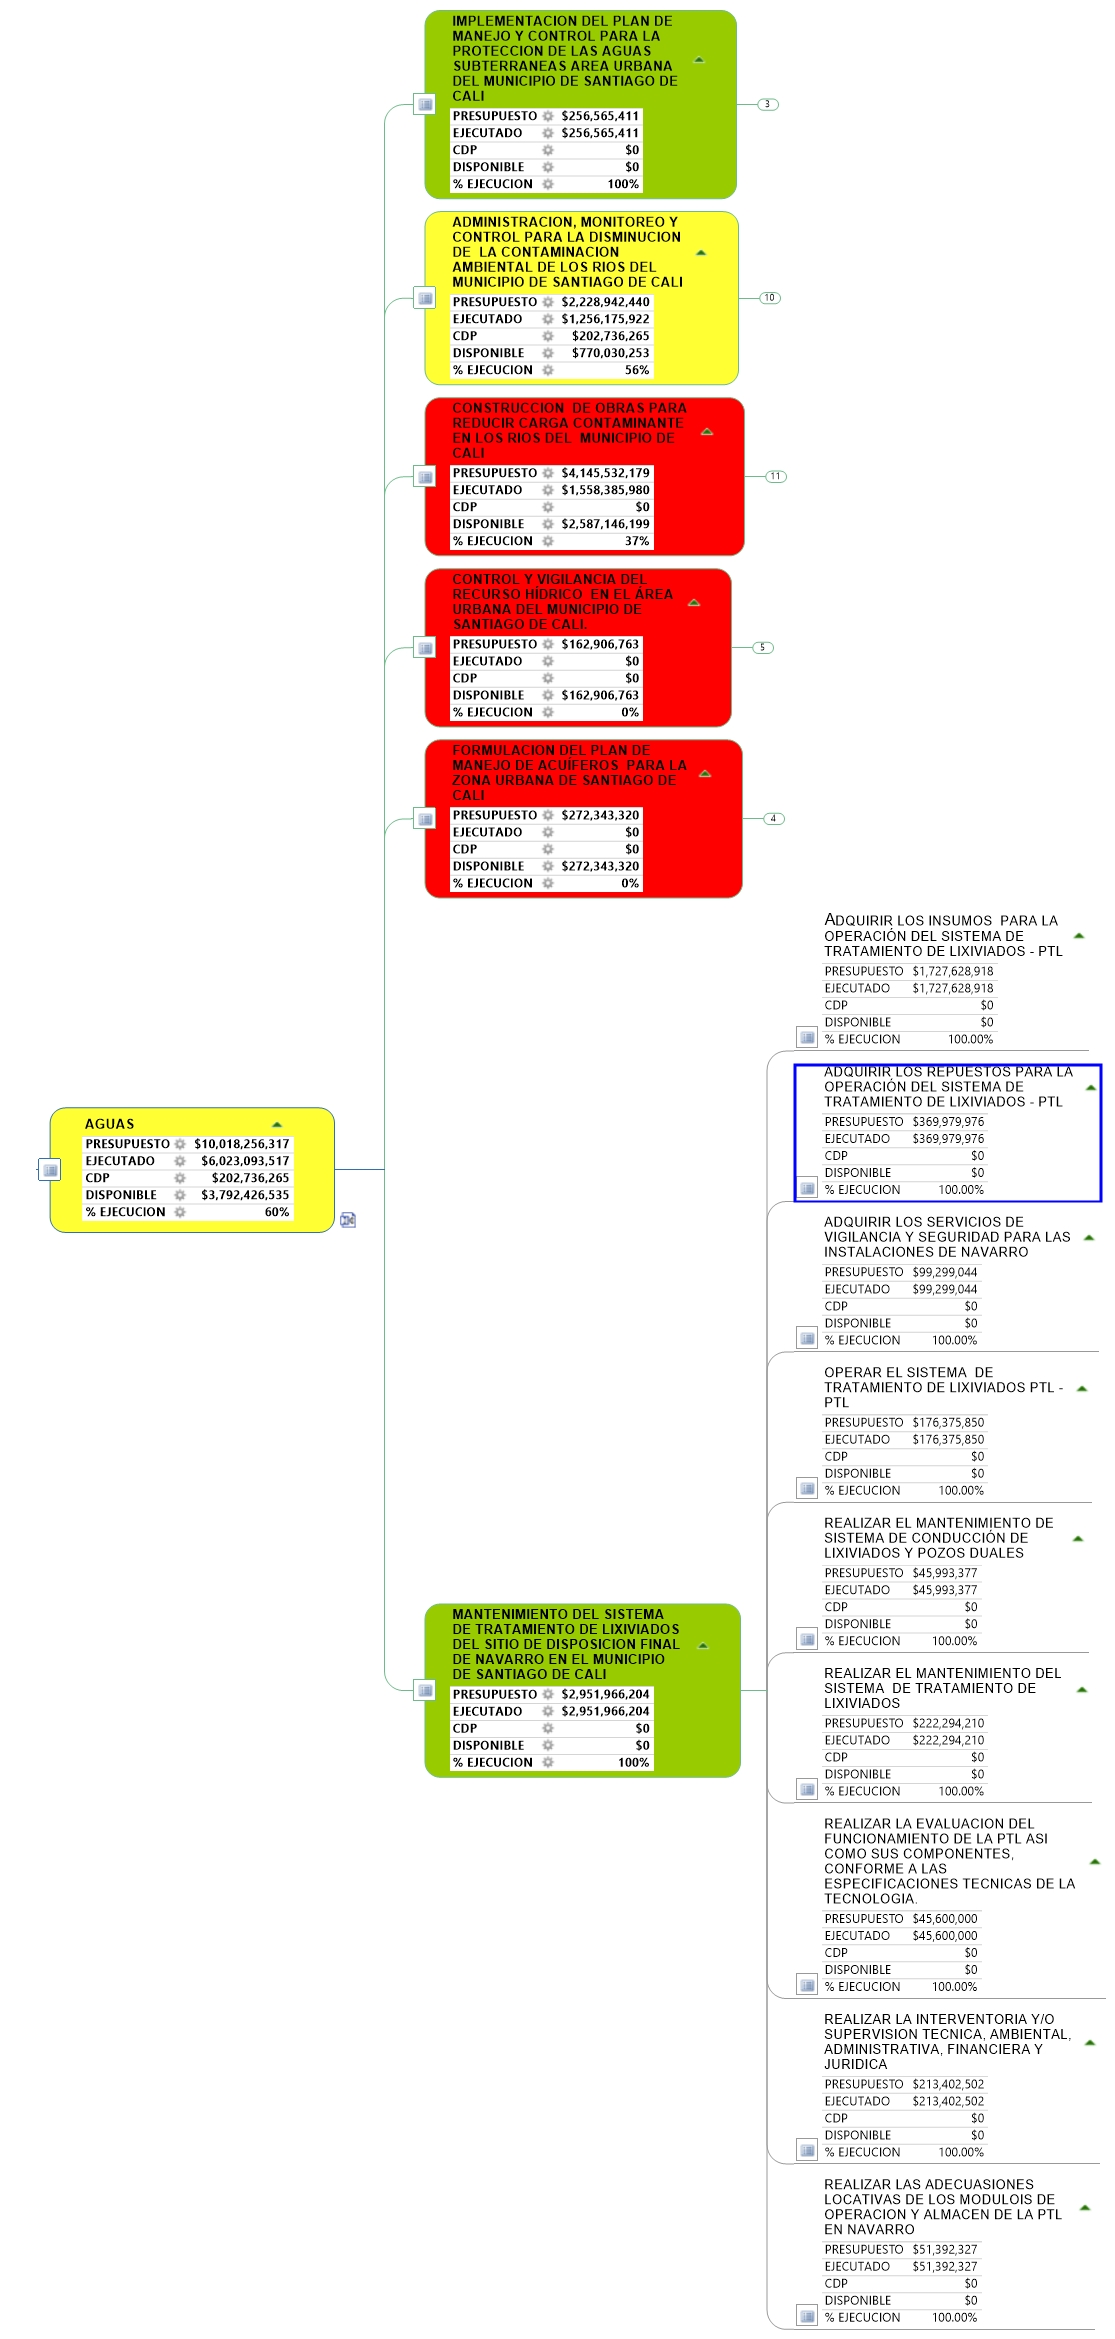 IMPLEMENTACION DEL PLAN DE
MANEJO Y CONTROL PARA LA
PROTECCION DE LAS AGUAS
SUBTERRANEAS AREA URBANA
DEL MUNICIPIO DE SANTIAGO DE
CALI
PRESUPUESTO $256,565,411
EJECUTADO $256,565,411
CDP $0
DISPONIBLE $0
% EJECUCION 100%
3
ADMINISTRACION, MONITOREO Y
CONTROL PARA LA DISMINUCION
DE LA CONTAMINACION
AMBIENTAL DE LOS RIOS DEL
MUNICIPIO DE SANTIAGO DE CALI
PRESUPUESTO $2,228,942,440
EJECUTADO $1,256,175,922
CDP $202,736,265
DISPONIBLE $770,030,253
% EJECUCION 56%
10
CONSTRUCCION DE OBRAS PARA
REDUCIR CARGA CONTAMINANTE
EN LOS RIOS DEL MUNICIPIO DE
CALI
PRESUPUESTO $4,145,532,179
EJECUTADO $1,558,385,980
CDP $0
DISPONIBLE $2,587,146,199
% EJECUCION 37%
11
CONTROL Y VIGILANCIA DEL
RECURSO HÍDRICO EN EL ÁREA
URBANA DEL MUNICIPIO DE
SANTIAGO DE CALI.
PRESUPUESTO $162,906,763
EJECUTADO $0
CDP $0
DISPONIBLE $162,906,763
% EJECUCION 0%
5
FORMULACION DEL PLAN DE
MANEJO DE ACUÍFEROS PARA LA
ZONA URBANA DE SANTIAGO DE
CALI
PRESUPUESTO $272,343,320
EJECUTADO $0
CDP $0
DISPONIBLE $272,343,320
% EJECUCION 0%
4
AGUAS
PRESUPUESTO $10,018,256,317
EJECUTADO $6,023,093,517
CDP $202,736,265
DISPONIBLE $3,792,426,535
% EJECUCION 60%
MANTENIMIENTO DEL SISTEMA
DE TRATAMIENTO DE LIXIVIADOS
DEL SITIO DE DISPOSICION FINAL
DE NAVARRO EN EL MUNICIPIO
DE SANTIAGO DE CALI
PRESUPUESTO $2,951,966,204
EJECUTADO $2,951,966,204
CDP $0
DISPONIBLE $0
% EJECUCION 100%
ADQUIRIR LOS INSUMOS PARA LA
OPERACIÓN DEL SISTEMA DE
TRATAMIENTO DE LIXIVIADOS - PTL
PRESUPUESTO $1,727,628,918
EJECUTADO $1,727,628,918
CDP $0
DISPONIBLE $0
% EJECUCION 100.00%
ADQUIRIR LOS REPUESTOS PARA LA
OPERACIÓN DEL SISTEMA DE
TRATAMIENTO DE LIXIVIADOS - PTL
PRESUPUESTO $369,979,976
EJECUTADO $369,979,976
CDP $0
DISPONIBLE $0
% EJECUCION 100.00%
ADQUIRIR LOS SERVICIOS DE
VIGILANCIA Y SEGURIDAD PARA LAS
INSTALACIONES DE NAVARRO
PRESUPUESTO $99,299,044
EJECUTADO $99,299,044
CDP $0
DISPONIBLE $0
% EJECUCION 100.00%
OPERAR EL SISTEMA DE
TRATAMIENTO DE LIXIVIADOS PTL -
PTL
PRESUPUESTO $176,375,850
EJECUTADO $176,375,850
CDP $0
DISPONIBLE $0
% EJECUCION 100.00%
REALIZAR EL MANTENIMIENTO DE
SISTEMA DE CONDUCCIÓN DE
LIXIVIADOS Y POZOS DUALES
PRESUPUESTO $45,993,377
EJECUTADO $45,993,377
CDP $0
DISPONIBLE $0
% EJECUCION 100.00%
REALIZAR EL MANTENIMIENTO DEL
SISTEMA DE TRATAMIENTO DE
LIXIVIADOS
PRESUPUESTO $222,294,210
EJECUTADO $222,294,210
CDP $0
DISPONIBLE $0
% EJECUCION 100.00%
REALIZAR LA EVALUACION DEL
FUNCIONAMIENTO DE LA PTL ASI
COMO SUS COMPONENTES,
CONFORME A LAS
ESPECIFICACIONES TECNICAS DE LA
TECNOLOGIA.
PRESUPUESTO $45,600,000
EJECUTADO $45,600,000
CDP $0
DISPONIBLE $0
% EJECUCION 100.00%
REALIZAR LA INTERVENTORIA Y/O
SUPERVISION TECNICA, AMBIENTAL,
ADMINISTRATIVA, FINANCIERA Y
JURIDICA
PRESUPUESTO $213,402,502
EJECUTADO $213,402,502
CDP $0
DISPONIBLE $0
% EJECUCION 100.00%
REALIZAR LAS ADECUASIONES
LOCATIVAS DE LOS MODULOIS DE
OPERACION Y ALMACEN DE LA PTL
EN NAVARRO
PRESUPUESTO $51,392,327
EJECUTADO $51,392,327
CDP $0
DISPONIBLE $0
% EJECUCION 100.00%